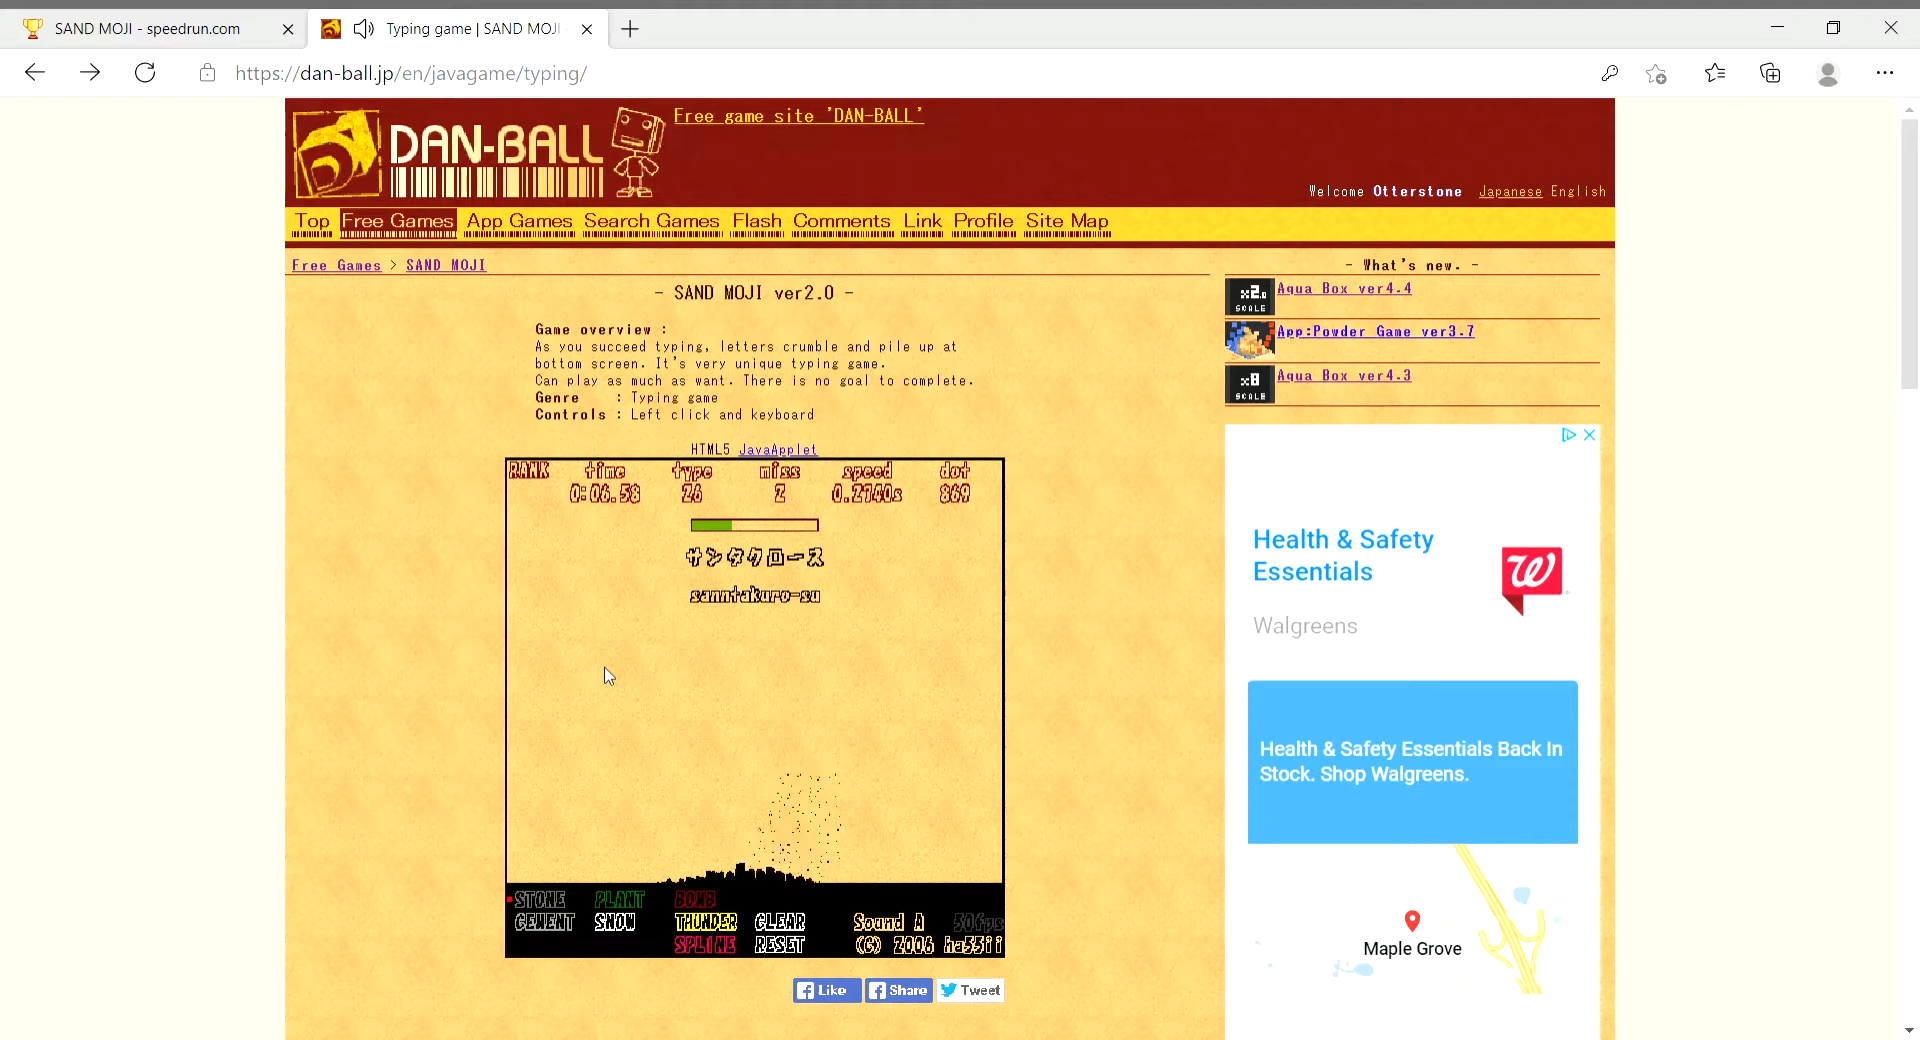 SAND MOJI - speedrun.com
Typing game | SAND MOJI
https://dan-ball.jp/en/javagame/typing/
DAN-BALL
Free game site 'DAN-BALL'
Welcome Otterstone Japanese English
Top Free Games App Games Search Games Flash Comments Link Profile Site Map
Free Games > SAND MOJI
- SAND MOJI ver2.0 -
Game overview :
As you succeed typing, letters crumble and pile up at
bottom screen. It's very unique typing game.
Can play as much as want. There is no goal to complete.
Genre : Typing game
Controls : Left click and keyboard
HTML5 JavaApplet
RANK time type miss speed dot
0:06.58 26 2 0.2740s 869
サンタクロース
sanntakuro-su
STONE PLANT BOMB
CEMENT SNOW THUNDER CLEAR Sound A 50fps
SPLINE RESET (C) 2006 ha55ii
Like Share Tweet
- What's new. -
x2.0
SCALE
Aqua Box ver4.4
App:Powder Game ver3.7
x8
SCALE
Aqua Box ver4.3
Health & Safety
Essentials
W
Walgreens
Health & Safety Essentials Back In
Stock. Shop Walgreens.
Maple Grove